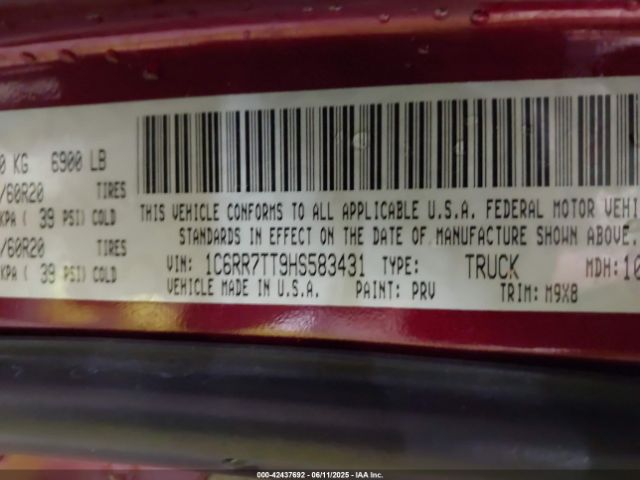 0 KG 6900 LB
/60R20 TIRES
KPA ( 39 PSI) COLD
/60R20 TIRES
KPA ( 39 PSI) COLD
THIS VEHICLE CONFORMS TO ALL APPLICABLE U.S.A. FEDERAL MOTOR VEHI
STANDARDS IN EFFECT ON THE DATE OF MANUFACTURE SHOWN ABOVE.
VIN: 1C6RR7TT9HS583431 TYPE: TRUCK MDH: 10
VEHICLE MADE IN U.S.A. PAINT: PRV TRIM: M9X8
000-42437692 - 06/11/2025 - IAA Inc.